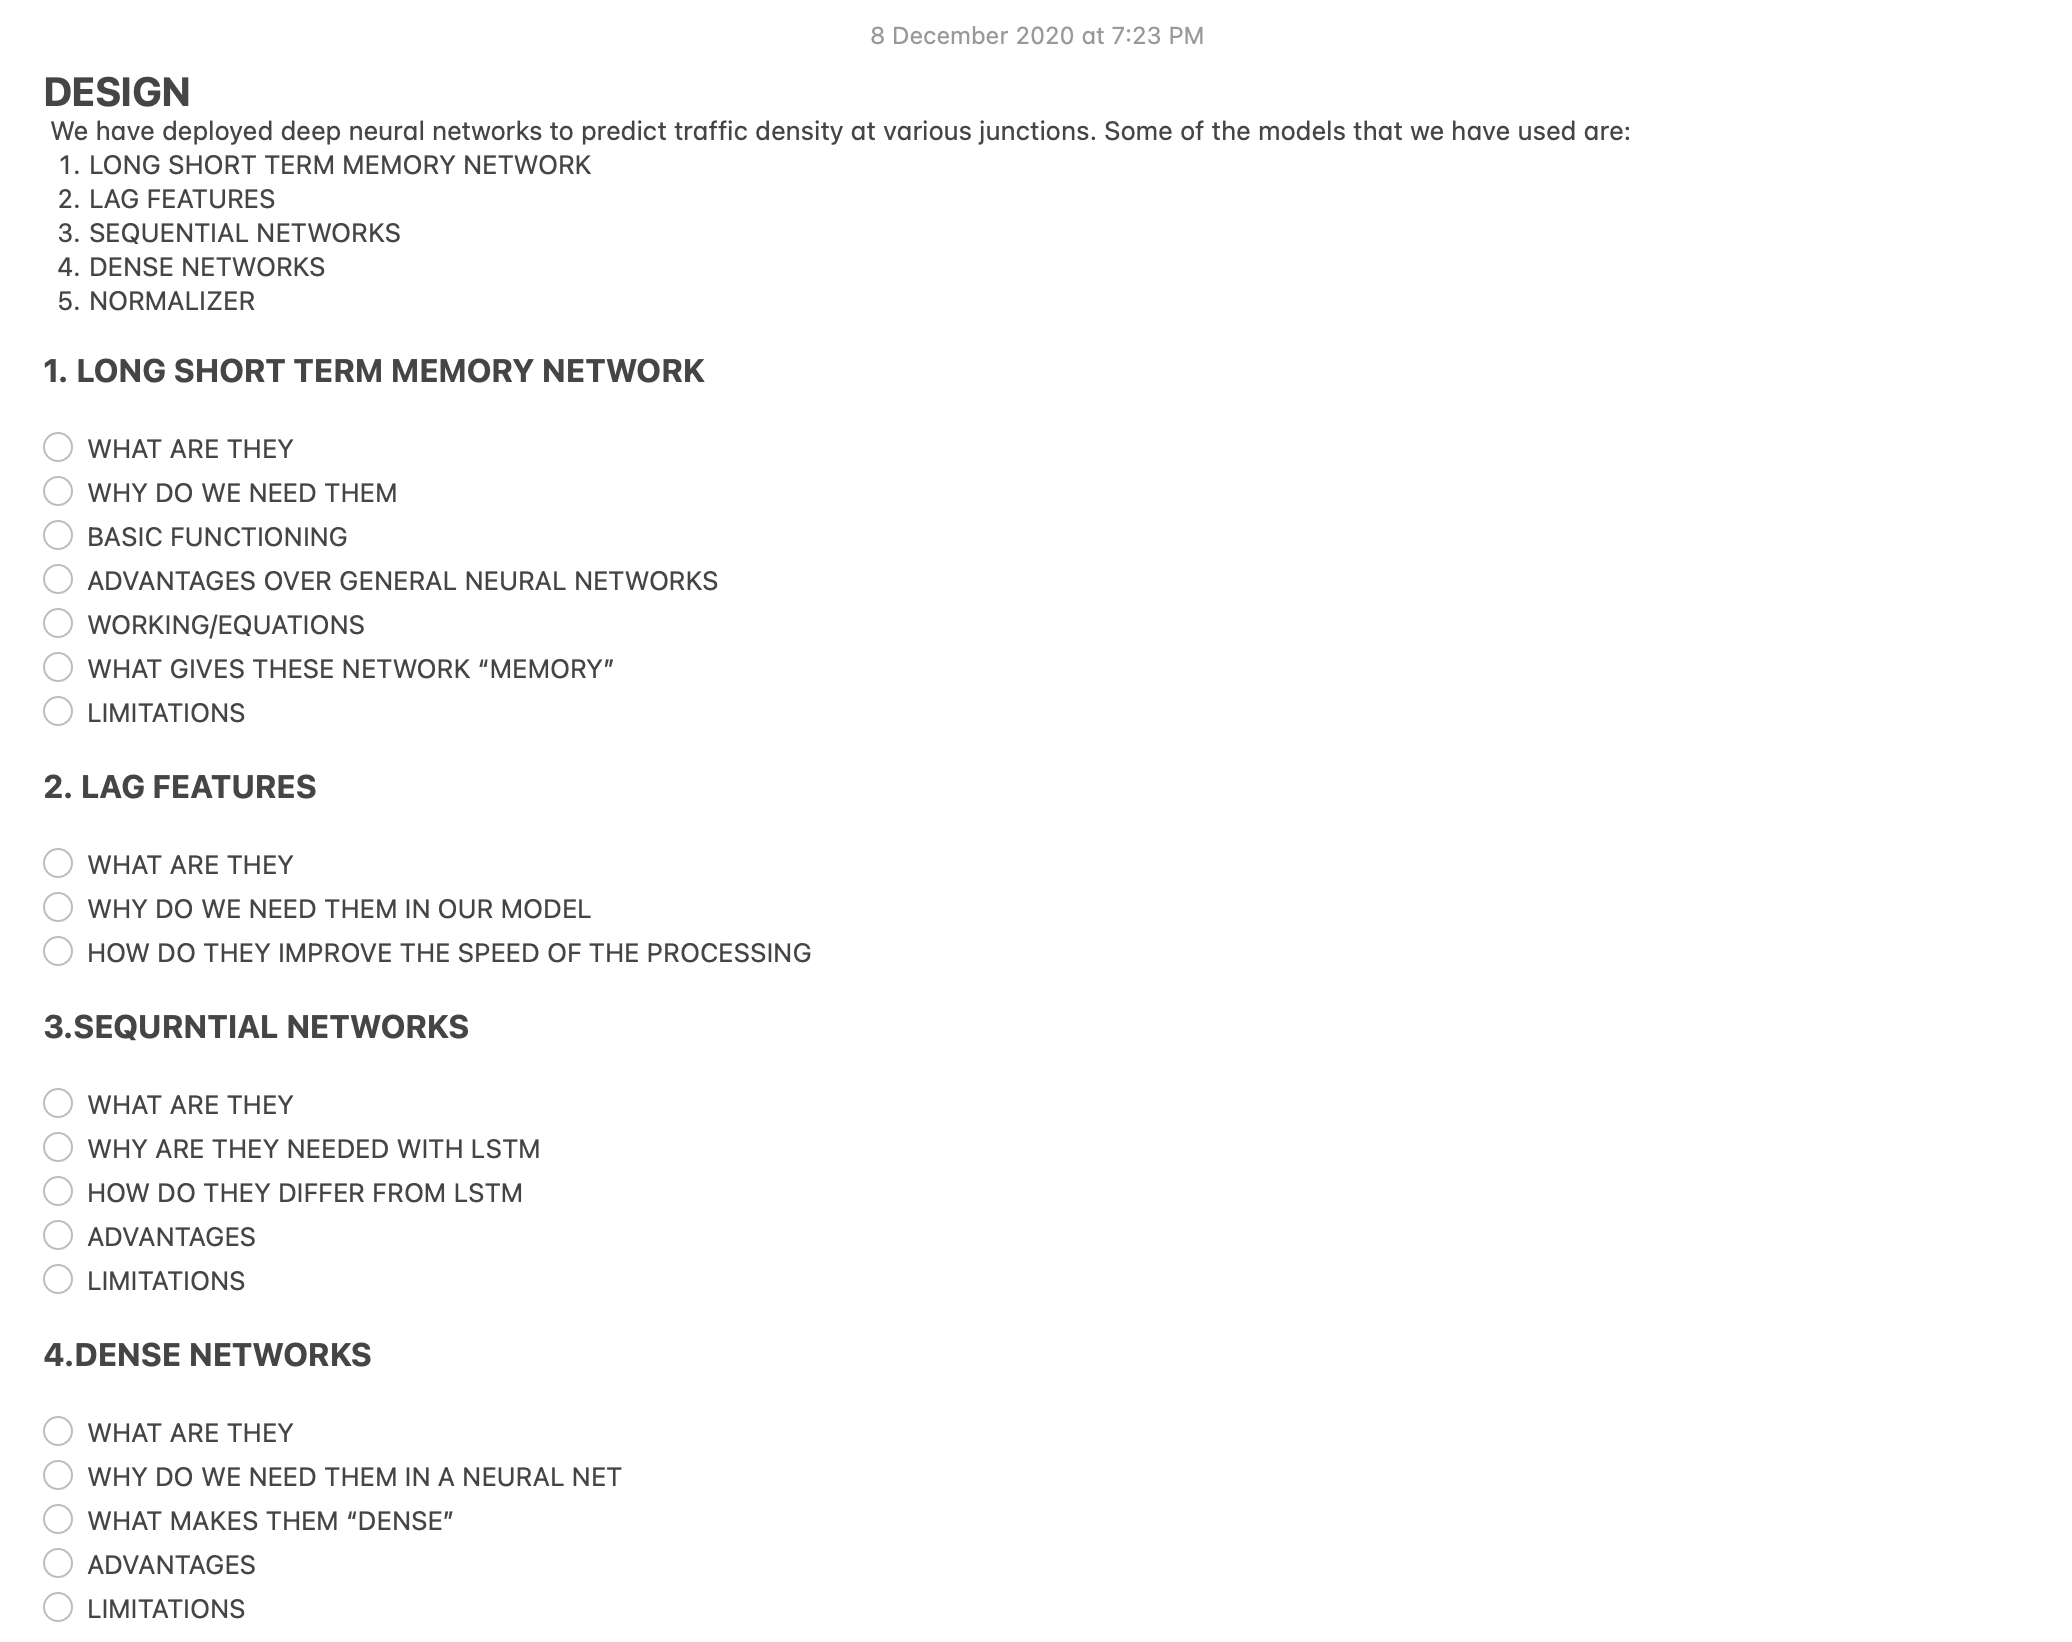 8 December 2020 at 7:23 PM
DESIGN
We have deployed deep neural networks to predict traffic density at various junctions. Some of the models that we have used are:
1. LONG SHORT TERM MEMORY NETWORK
2. LAG FEATURES
3. SEQUENTIAL NETWORKS
4. DENSE NETWORKS
5. NORMALIZER
1. LONG SHORT TERM MEMORY NETWORK
WHAT ARE THEY
WHY DO WE NEED THEM
BASIC FUNCTIONING
ADVANTAGES OVER GENERAL NEURAL NETWORKS
WORKING/EQUATIONS
WHAT GIVES THESE NETWORK “MEMORY”
LIMITATIONS
2. LAG FEATURES
WHAT ARE THEY
WHY DO WE NEED THEM IN OUR MODEL
HOW DO THEY IMPROVE THE SPEED OF THE PROCESSING
3.SEQURNTIAL NETWORKS
WHAT ARE THEY
WHY ARE THEY NEEDED WITH LSTM
HOW DO THEY DIFFER FROM LSTM
ADVANTAGES
LIMITATIONS
4.DENSE NETWORKS
WHAT ARE THEY
WHY DO WE NEED THEM IN A NEURAL NET
WHAT MAKES THEM “DENSE”
ADVANTAGES
LIMITATIONS